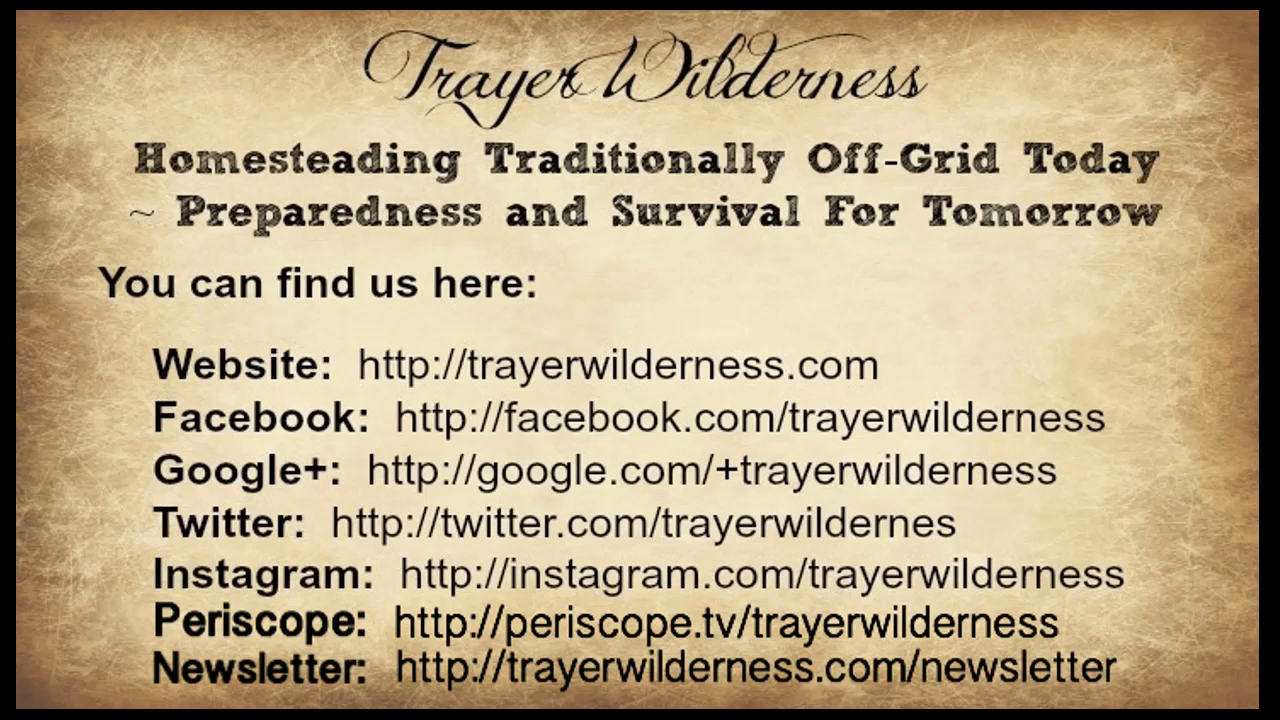 Trayer Wilderness
Homesteading Traditionally Off-Grid Today
~ Preparedness and Survival For Tomorrow
You can find us here:
Website: http://trayerwilderness.com
Facebook: http://facebook.com/trayerwilderness
Google+: http://google.com/+trayerwilderness
Twitter: http://twitter.com/trayerwildernes
Instagram: http://instagram.com/trayerwilderness
Periscope: http://periscope.tv/trayerwilderness
Newsletter: http://trayerwilderness.com/newsletter